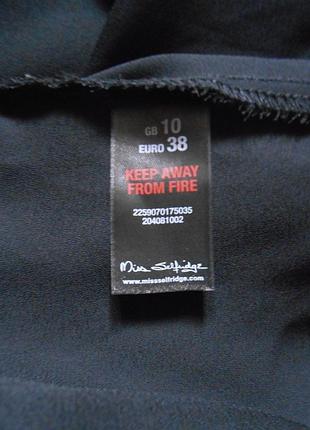 GB 10
EURO 38
KEEP AWAY
FROM FIRE
2259070175035
204081002
Miss Selfridge
www.missselfridge.com